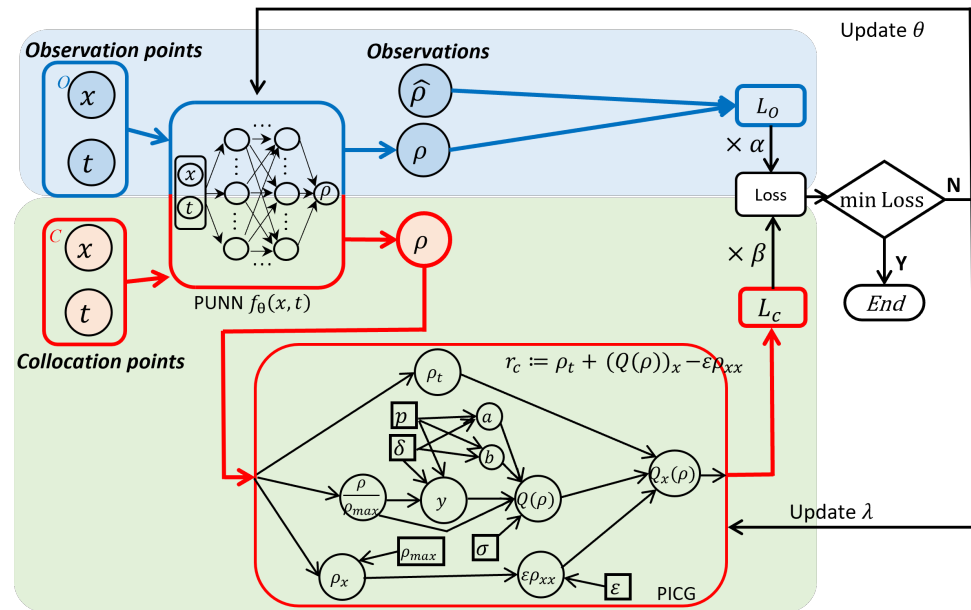 Update θ
Observation points
Observations
O
x
t
ρ̂
ρ
L_O
× α
...
x
t
ρ
...
Loss
min Loss
N
Y
End
C
x
t
ρ
× β
L_c
PUNN f_θ(x, t)
Collocation points
r_c ≔ ρ_t + (Q(ρ))_x −ερ_xx
ρ_t
p
a
δ
b
ρ/ρ_max
y
Q(ρ)
Q_x(ρ)
σ
ρ_max
ρ_x
ερ_xx
ε
PICG
Update λ